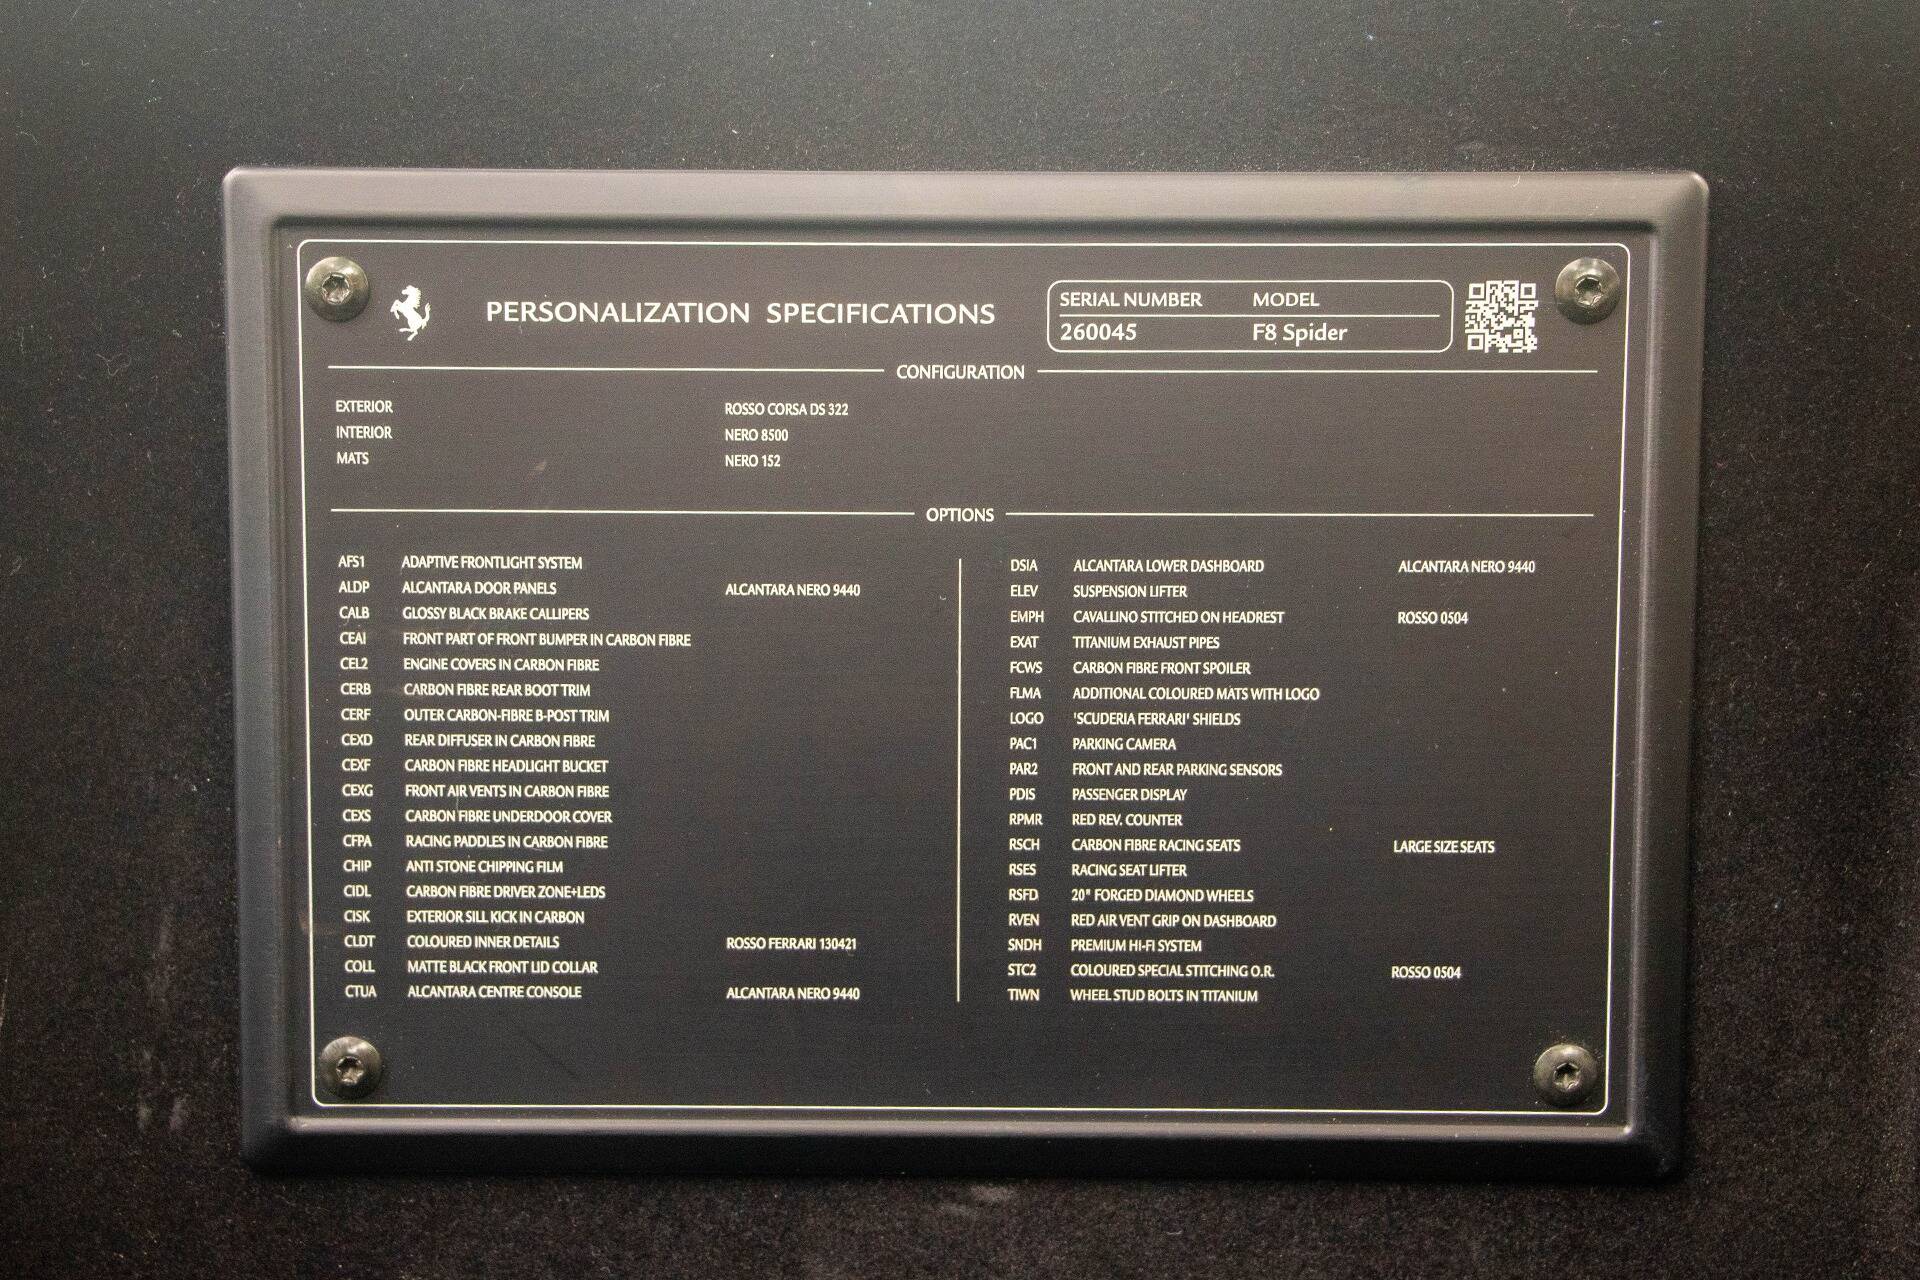 PERSONALIZATION SPECIFICATIONS
SERIAL NUMBER MODEL
260045 F8 Spider
CONFIGURATION
EXTERIOR ROSSO CORSA DS 322
INTERIOR NERO 8500
MATS NERO 152
OPTIONS
AFS1 ADAPTIVE FRONTLIGHT SYSTEM
ALDP ALCANTARA DOOR PANELS ALCANTARA NERO 9440
CALB GLOSSY BLACK BRAKE CALLIPERS
CEAI FRONT PART OF FRONT BUMPER IN CARBON FIBRE
CEL2 ENGINE COVERS IN CARBON FIBRE
CERB CARBON FIBRE REAR BOOT TRIM
CERF OUTER CARBON-FIBRE B-POST TRIM
CEXD REAR DIFFUSER IN CARBON FIBRE
CEXF CARBON FIBRE HEADLIGHT BUCKET
CEXG FRONT AIR VENTS IN CARBON FIBRE
CEXS CARBON FIBRE UNDERDOOR COVER
CFPA RACING PADDLES IN CARBON FIBRE
CHIP ANTI STONE CHIPPING FILM
CIDL CARBON FIBRE DRIVER ZONE+LEDS
CISK EXTERIOR SILL KICK IN CARBON
CLDT COLOURED INNER DETAILS ROSSO FERRARI 130421
COLL MATTE BLACK FRONT LID COLLAR
CTUA ALCANTARA CENTRE CONSOLE ALCANTARA NERO 9440
DSIA ALCANTARA LOWER DASHBOARD ALCANTARA NERO 9440
ELEV SUSPENSION LIFTER
EMPH CAVALLINO STITCHED ON HEADREST ROSSO 0504
EXAT TITANIUM EXHAUST PIPES
FCWS CARBON FIBRE FRONT SPOILER
FLMA ADDITIONAL COLOURED MATS WITH LOGO
LOGO 'SCUDERIA FERRARI' SHIELDS
PAC1 PARKING CAMERA
PAR2 FRONT AND REAR PARKING SENSORS
PDIS PASSENGER DISPLAY
RPMR RED REV. COUNTER
RSCH CARBON FIBRE RACING SEATS LARGE SIZE SEATS
RSES RACING SEAT LIFTER
RSFD 20" FORGED DIAMOND WHEELS
RVEN RED AIR VENT GRIP ON DASHBOARD
SNDH PREMIUM HI-FI SYSTEM
STC2 COLOURED SPECIAL STITCHING O.R. ROSSO 0504
TIWN WHEEL STUD BOLTS IN TITANIUM